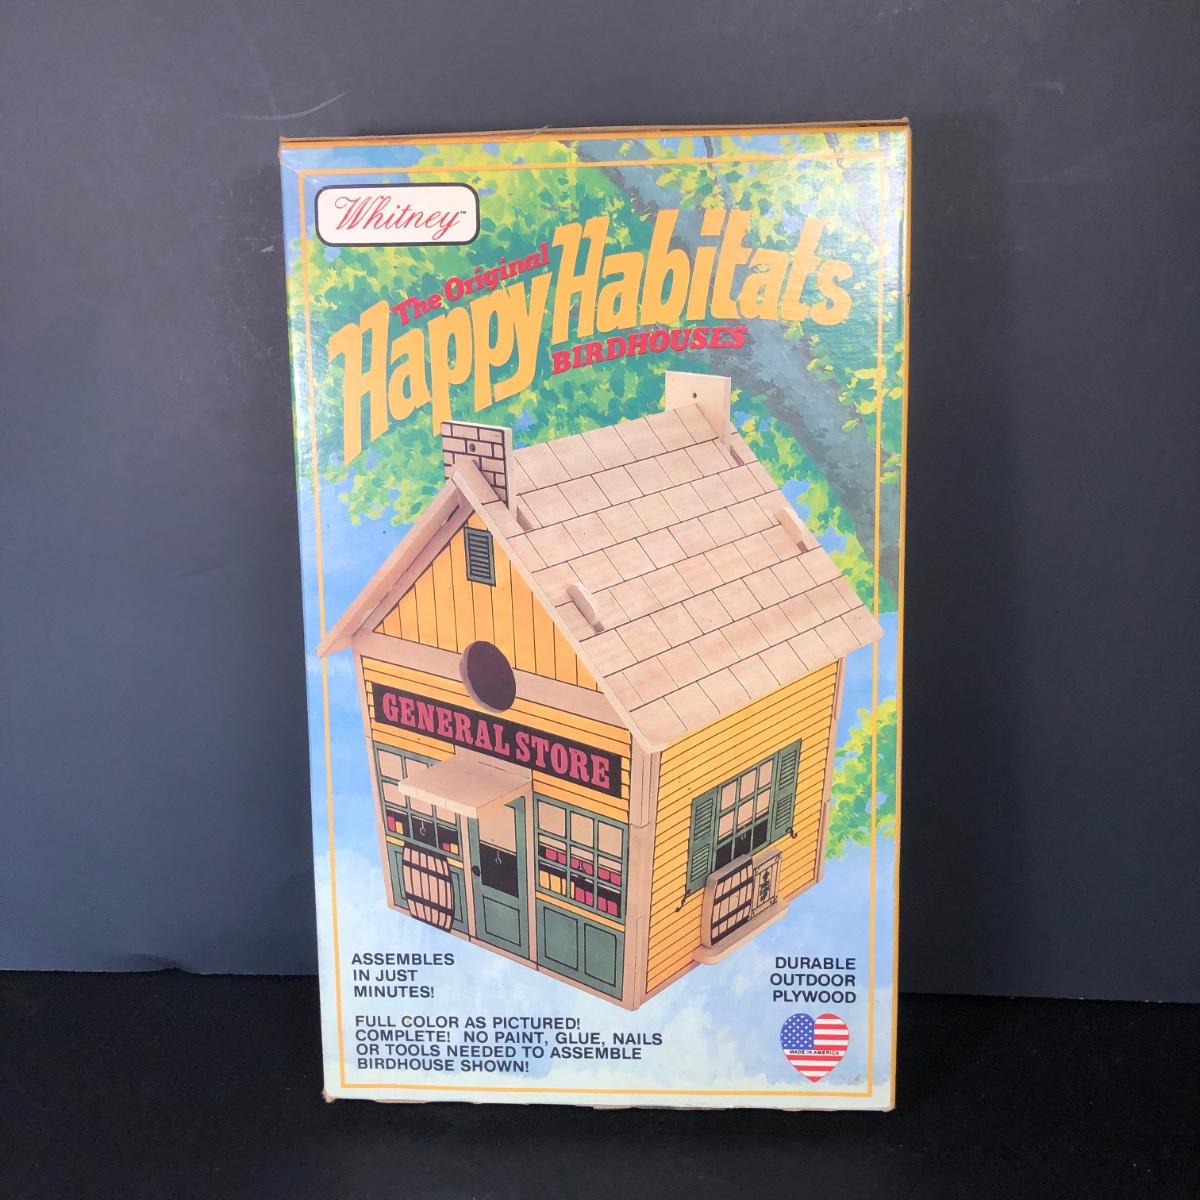 Whitney™
The Original
Happy Habitats
BIRDHOUSES
GENERAL STORE
ASSEMBLES
IN JUST
MINUTES!
DURABLE
OUTDOOR
PLYWOOD
FULL COLOR AS PICTURED!
COMPLETE! NO PAINT, GLUE, NAILS
OR TOOLS NEEDED TO ASSEMBLE
BIRDHOUSE SHOWN!
MADE IN AMERICA